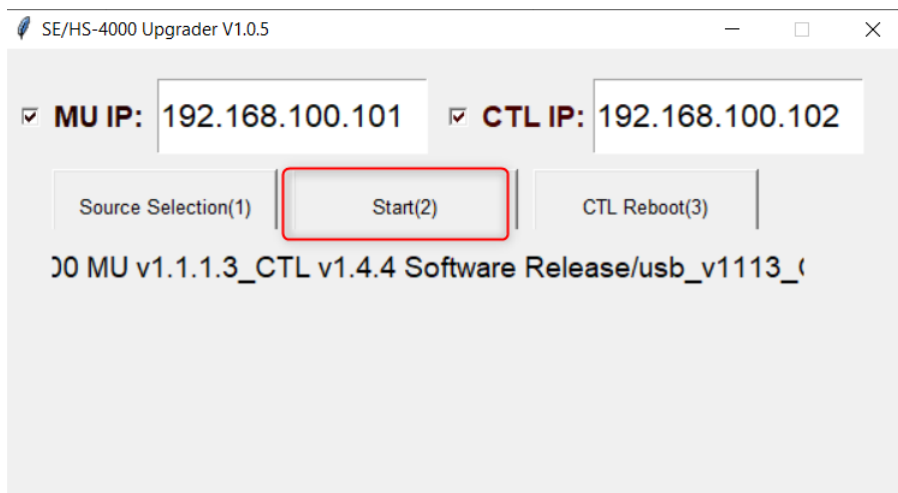 SE/HS-4000 Upgrader V1.0.5
MU IP: 192.168.100.101 CTL IP: 192.168.100.102
Source Selection(1) Start(2) CTL Reboot(3)
00 MU v1.1.1.3_CTL v1.4.4 Software Release/usb_v1113_